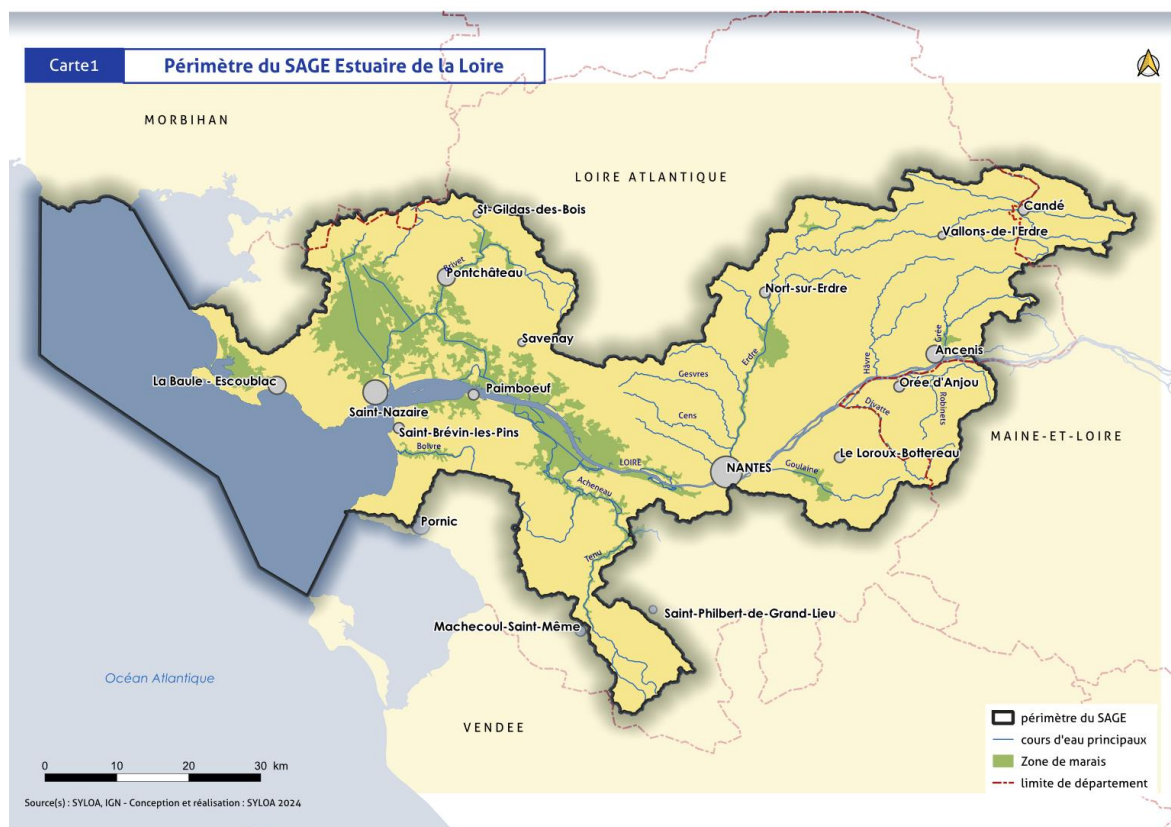 Carte1
Périmètre du SAGE Estuaire de la Loire
MORBIHAN
LOIRE ATLANTIQUE
St-Gildas-des-Bois
Candé
Vallons-de-l'Erdre
Brivet
Pontchâteau
Nort-sur-Erdre
Savenay
Erdre
Grée
Ancenis
Hâvre
Gesvres
La Baule - Escoublac
Paimboeuf
Orée d'Anjou
Robinets
Divatte
Saint-Nazaire
Cens
Saint-Brévin-les-Pins
MAINE-ET-LOIRE
Boivre
Le Loroux-Bottereau
LOIRE
NANTES
Goulaine
Acheneau
Pornic
Tenu
Saint-Philbert-de-Grand-Lieu
Machecoul-Saint-Même
Océan Atlantique
VENDEE
périmètre du SAGE
cours d'eau principaux
Zone de marais
limite de département
0 10 20 30 km
Source(s) : SYLOA, IGN - Conception et réalisation : SYLOA 2024